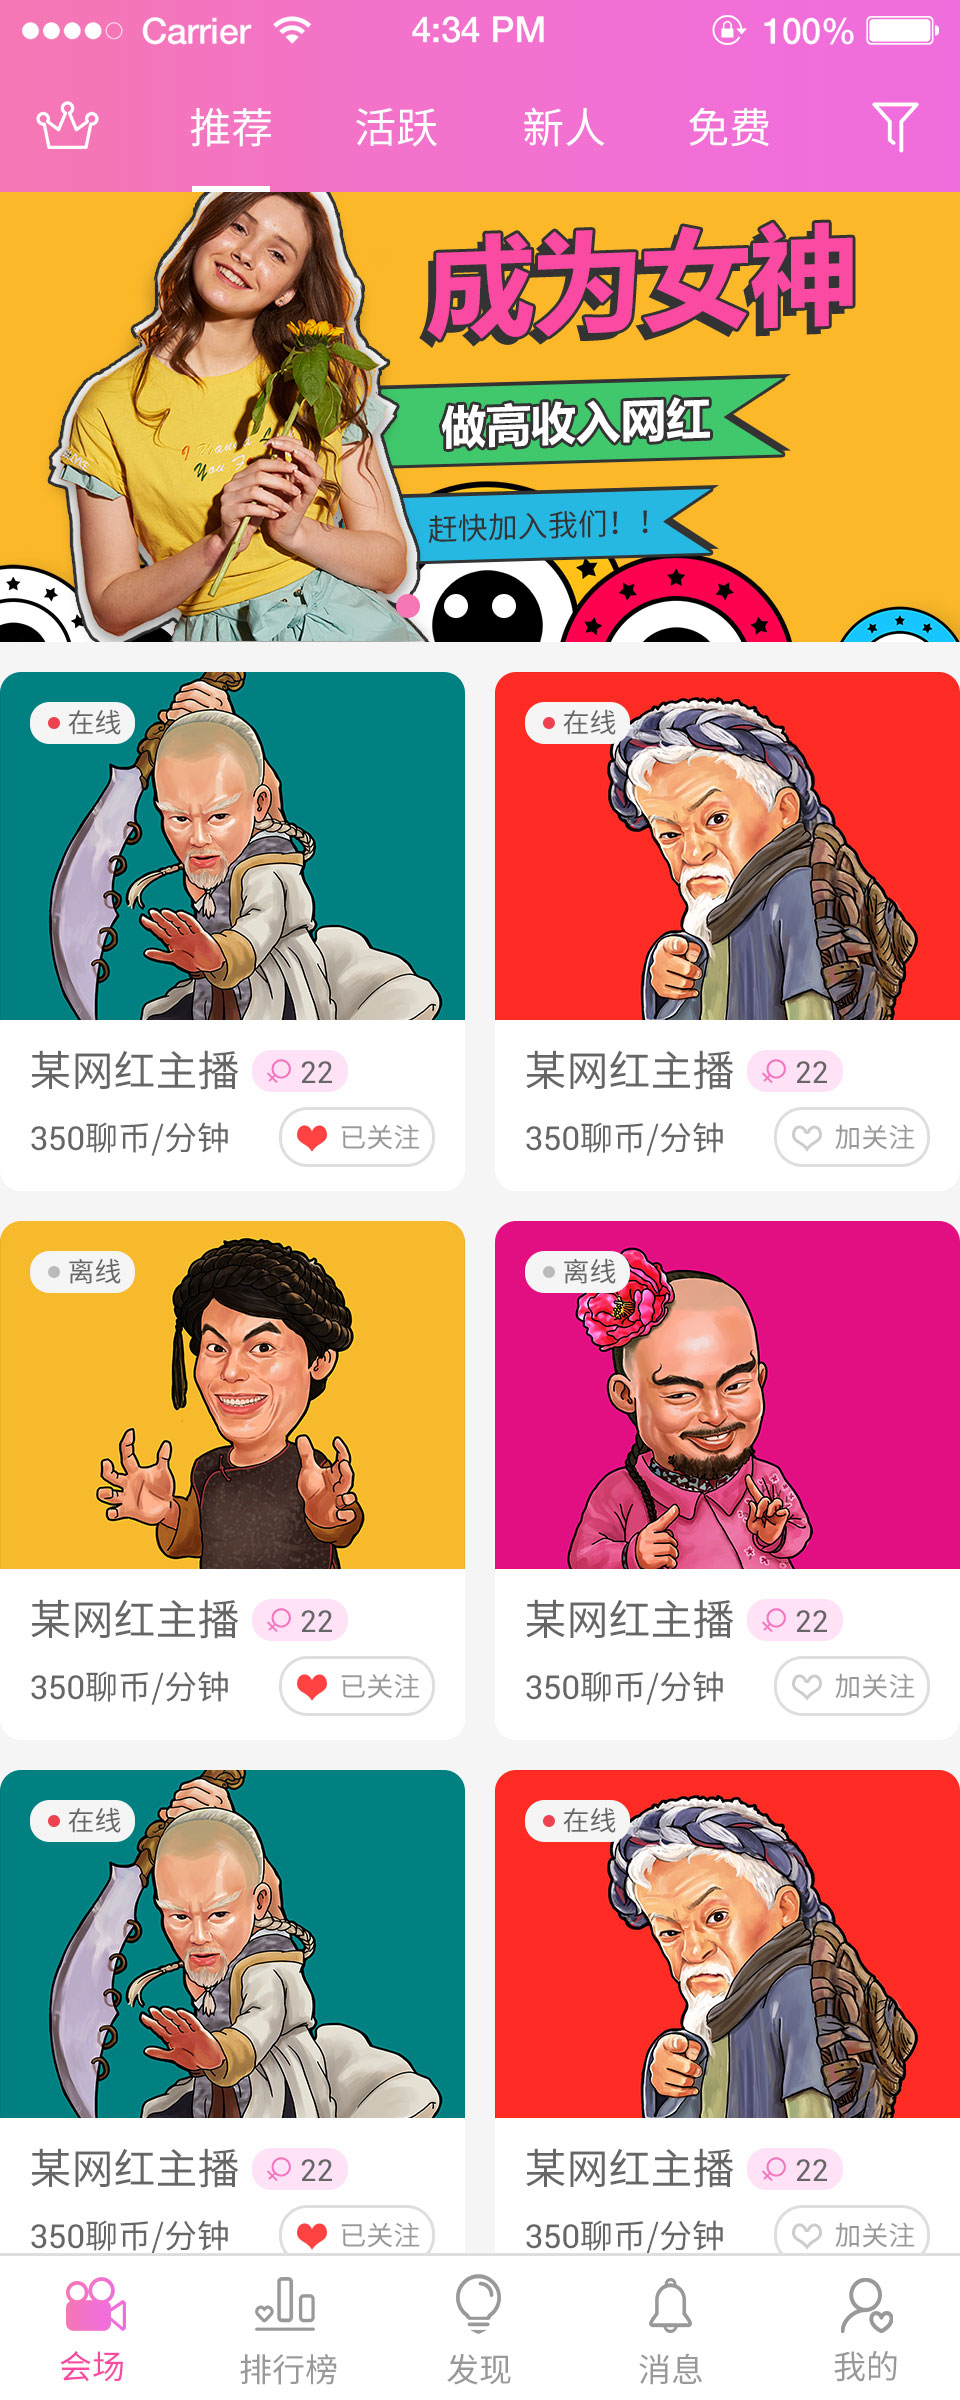 Carrier 4:34 PM 100%
推荐 活跃 新人 免费
成为女神
做高收入网红
赶快加入我们！！
在线 在线
某网红主播 22 某网红主播 22
350聊币/分钟 已关注 350聊币/分钟 加关注
离线 离线
某网红主播 22 某网红主播 22
350聊币/分钟 已关注 350聊币/分钟 加关注
在线 在线
某网红主播 22 某网红主播 22
350聊币/分钟 已关注 350聊币/分钟 加关注
会场 排行榜 发现 消息 我的